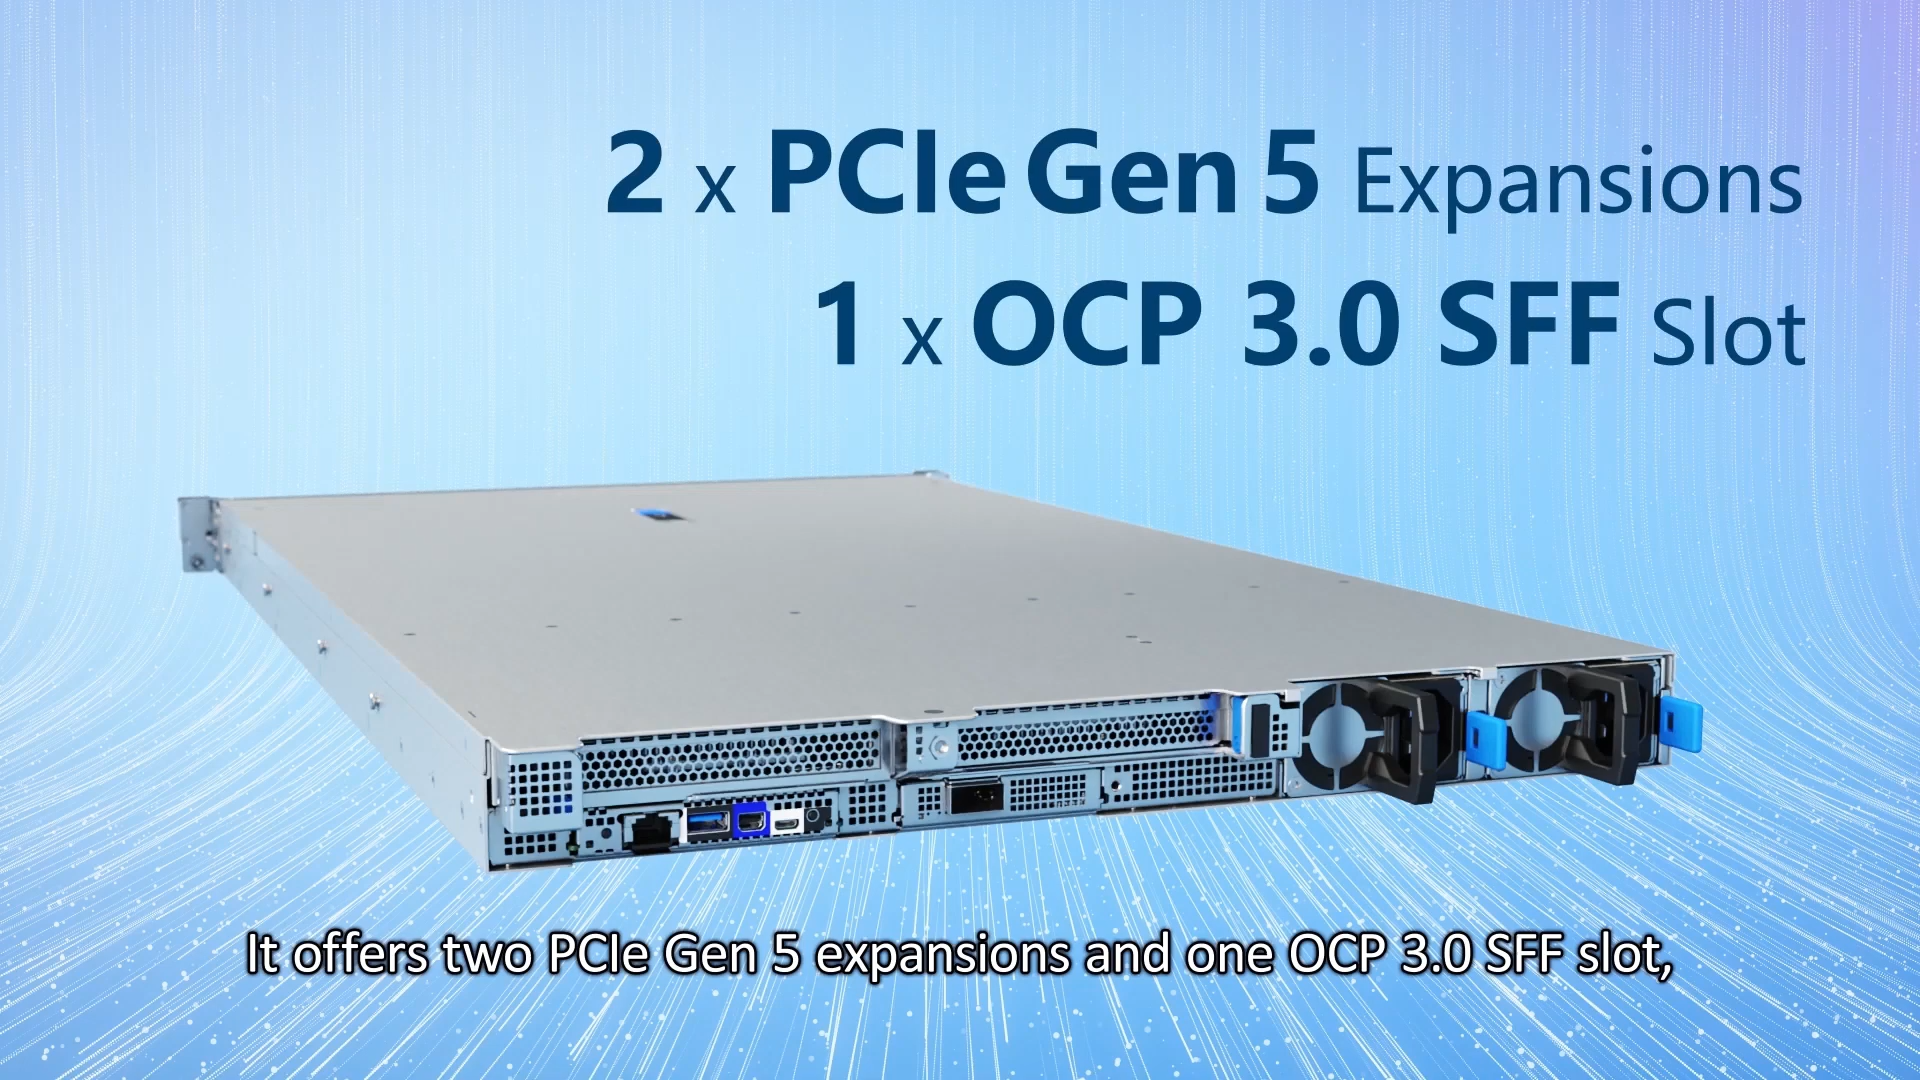 2 x PCIe Gen 5 Expansions
1 x OCP 3.0 SFF Slot
It offers two PCIe Gen 5 expansions and one OCP 3.0 SFF slot,